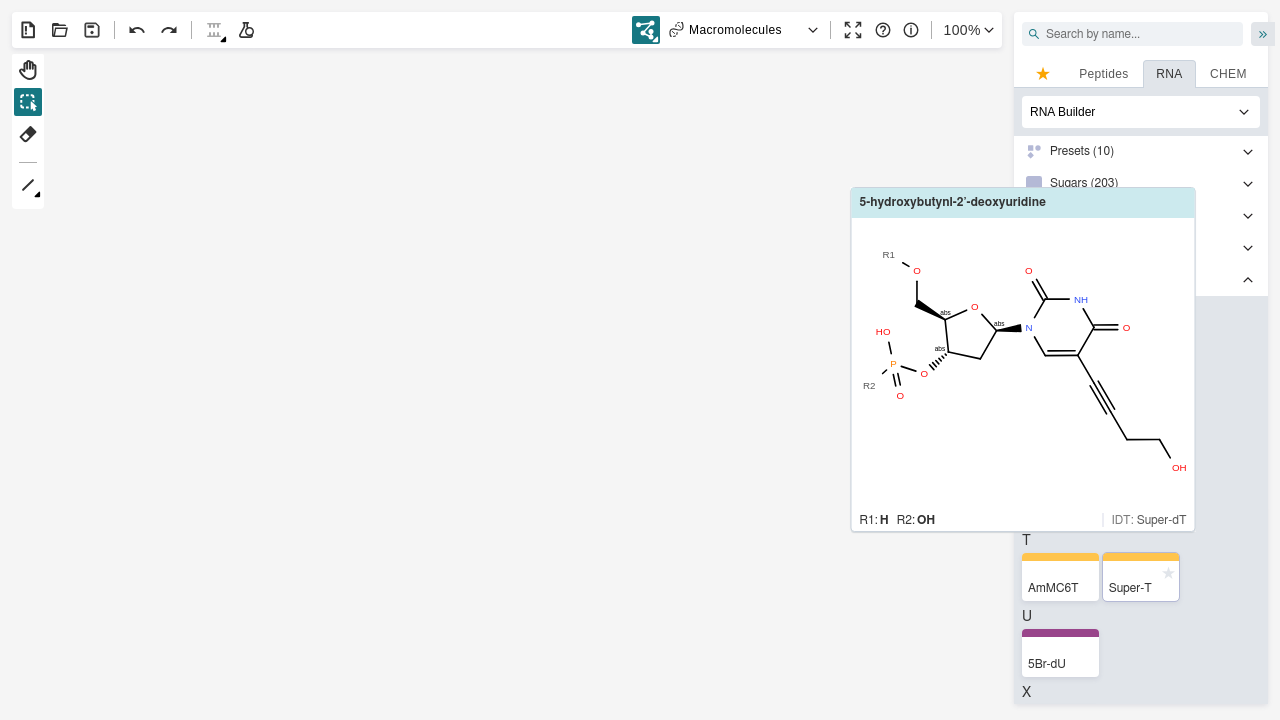 Macromolecules
100%
Search by name...
Peptides
RNA
CHEM
RNA Builder
Presets (10)
Sugars (203)
5-hydroxybutynl-2’-deoxyuridine
R1
O
O
abs
O
abs
NH
N
O
HO
abs
P
O
R2
O
OH
R1: H R2: OH
IDT: Super-dT
T
AmMC6T
Super-T
U
5Br-dU
X